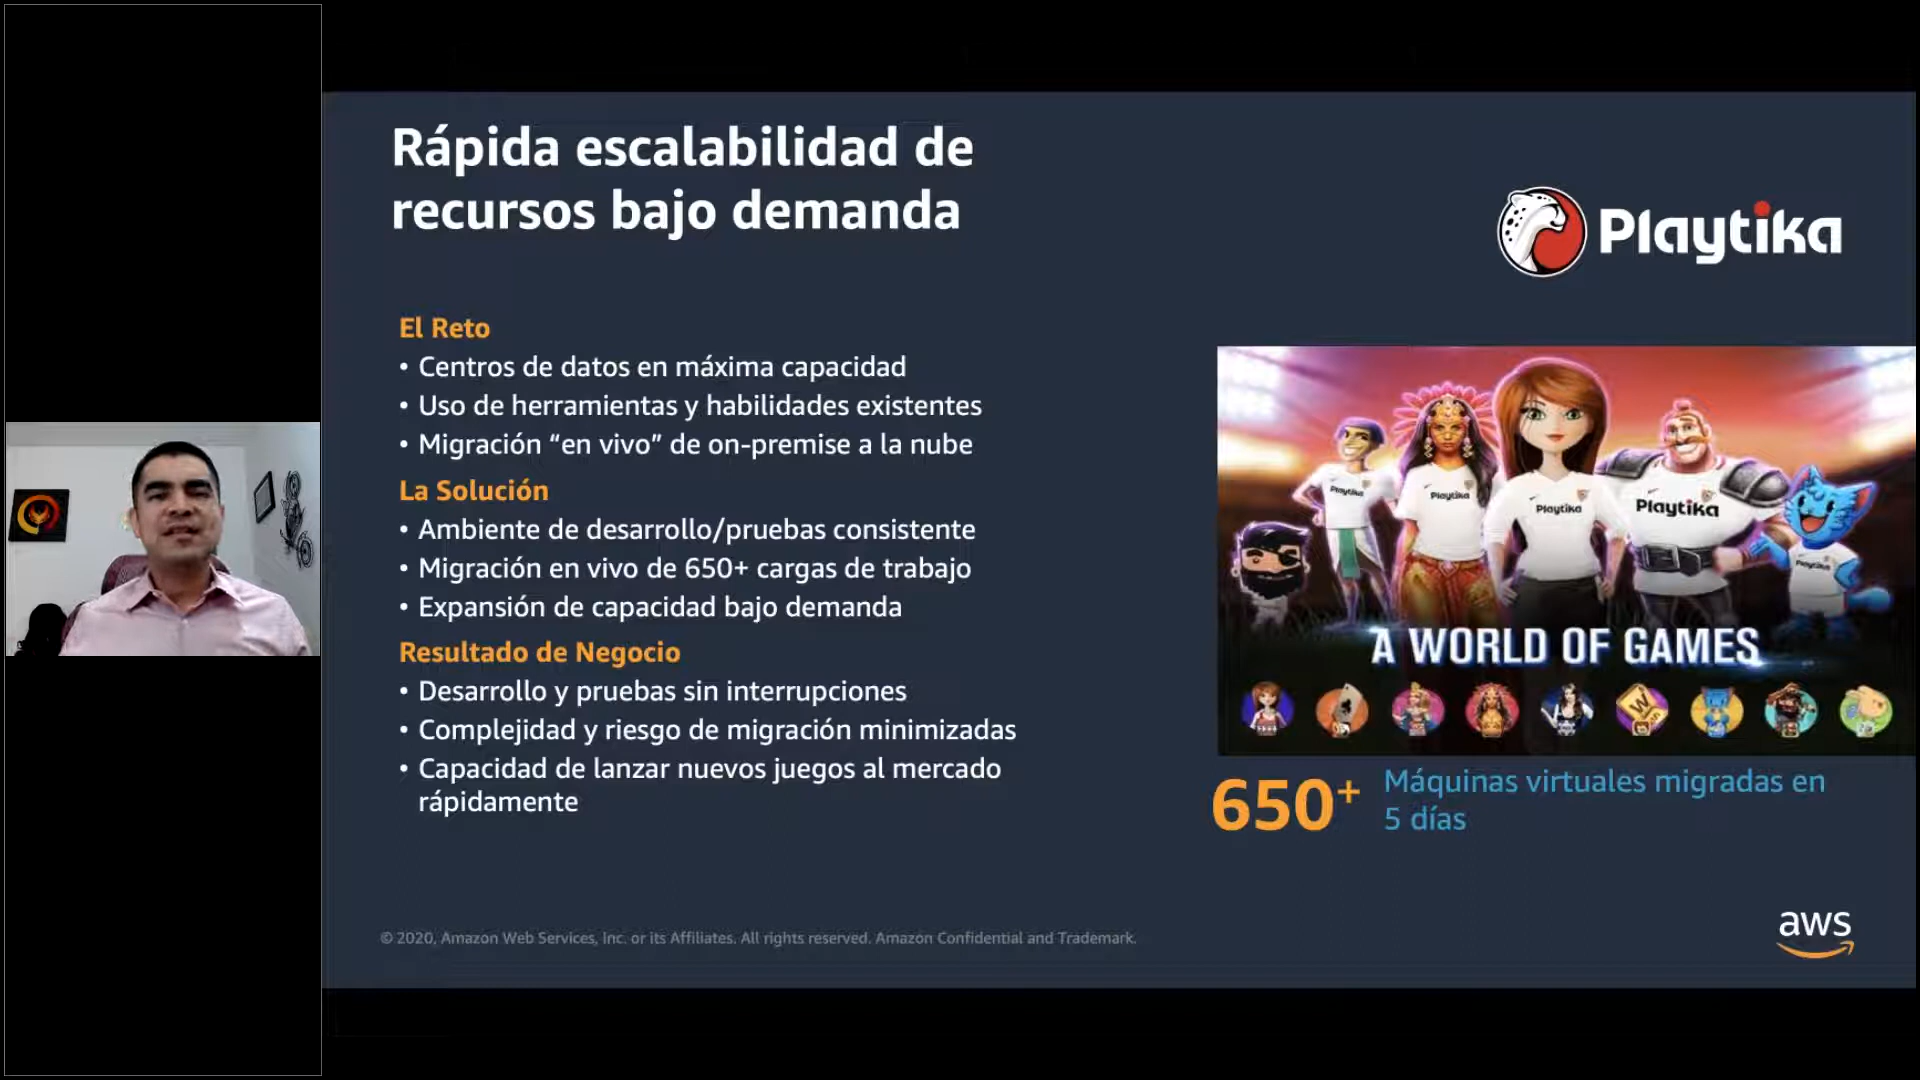 Rápida escalabilidad de
recursos bajo demanda
Playtika
El Reto
• Centros de datos en máxima capacidad
• Uso de herramientas y habilidades existentes
• Migración “en vivo” de on-premise a la nube
La Solución
• Ambiente de desarrollo/pruebas consistente
• Migración en vivo de 650+ cargas de trabajo
• Expansión de capacidad bajo demanda
Resultado de Negocio
• Desarrollo y pruebas sin interrupciones
• Complejidad y riesgo de migración minimizadas
• Capacidad de lanzar nuevos juegos al mercado
rápidamente
Playtika
Playtika
Playtika
Playtika
Playtika
A WORLD OF GAMES
W
650+ Máquinas virtuales migradas en
5 días
© 2020, Amazon Web Services, Inc. or its Affiliates. All rights reserved. Amazon Confidential and Trademark.
aws